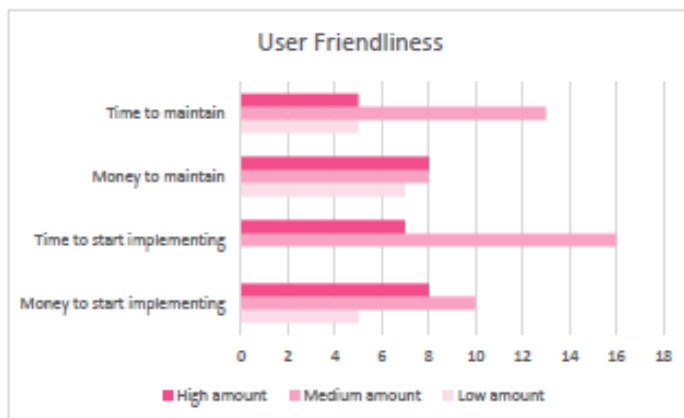 User Friendliness
Time to maintain
Money to maintain
Time to start implementing
Money to start implementing
0 2 4 6 8 10 12 14 16 18
High amount Medium amount Low amount